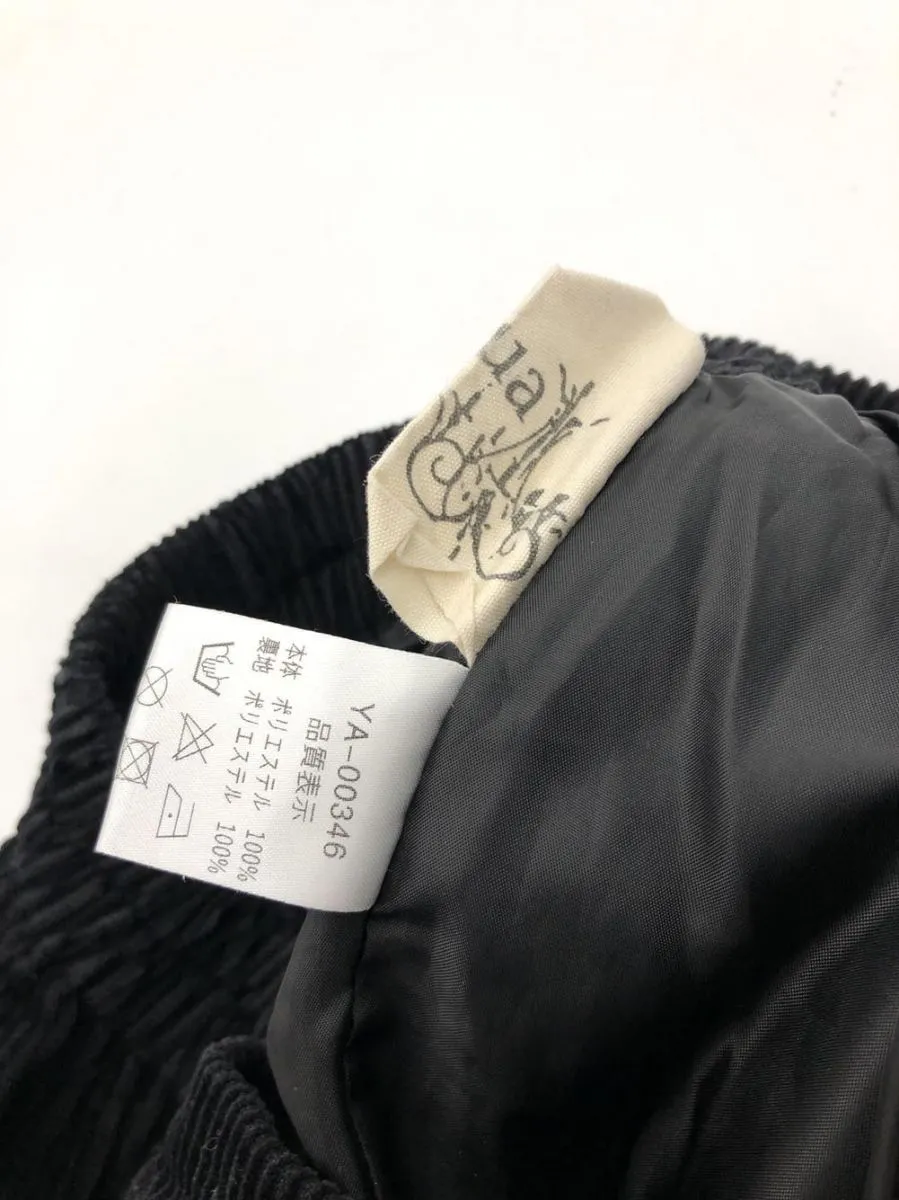 ua
YA-00346
品質表示
本体 ポリエステル 100%
裏地 ポリエステル 100%